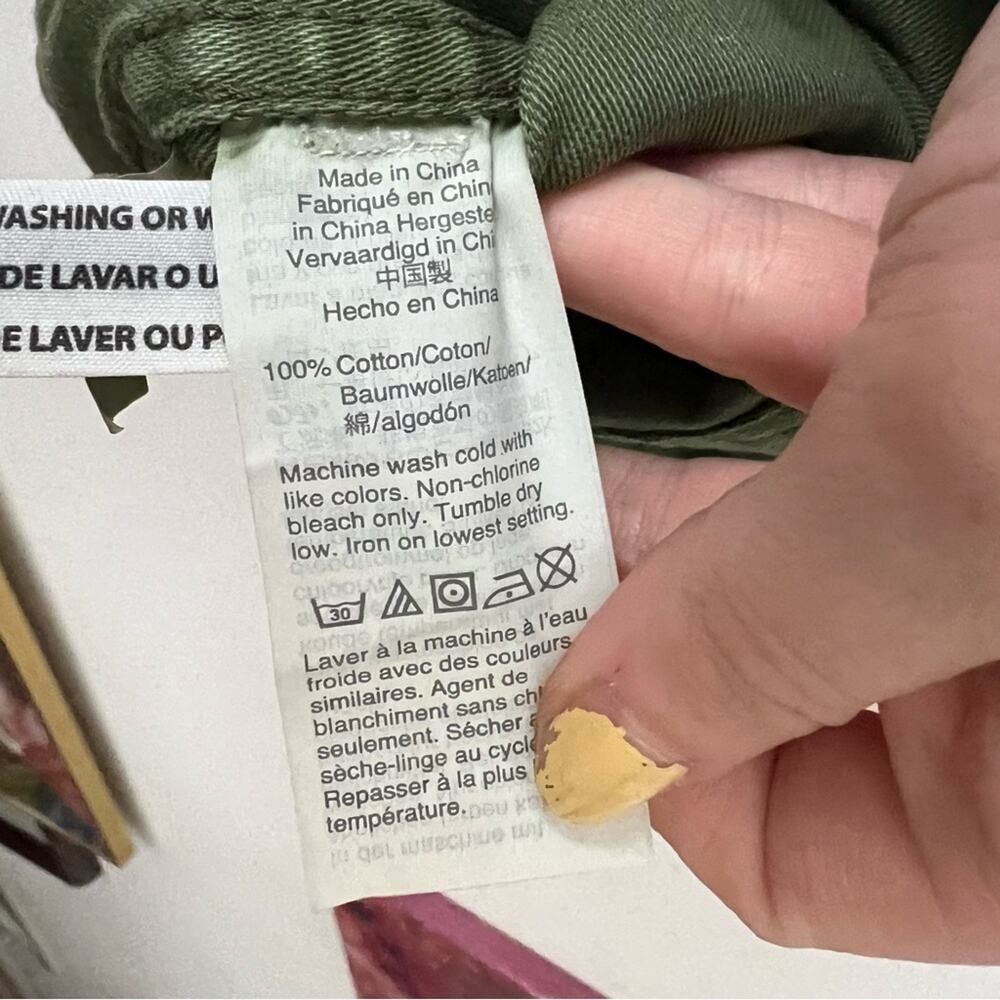 WASHING OR W
DE LAVAR O U
E LAVER OU P
Made in China
Fabriqué en Chin
in China Hergeste
Vervaardigd in Chi
中国製
Hecho en China
100% Cotton/Coton/
Baumwolle/Katoen/
綿/algodón
Machine wash cold with
like colors. Non-chlorine
bleach only. Tumble dry
low. Iron on lowest setting.
30
Laver à la machine à l'eau
froide avec des couleurs
similaires. Agent de
blanchiment sans chl
seulement. Sécher a
sèche-linge au cycle
Repasser à la plus
température.